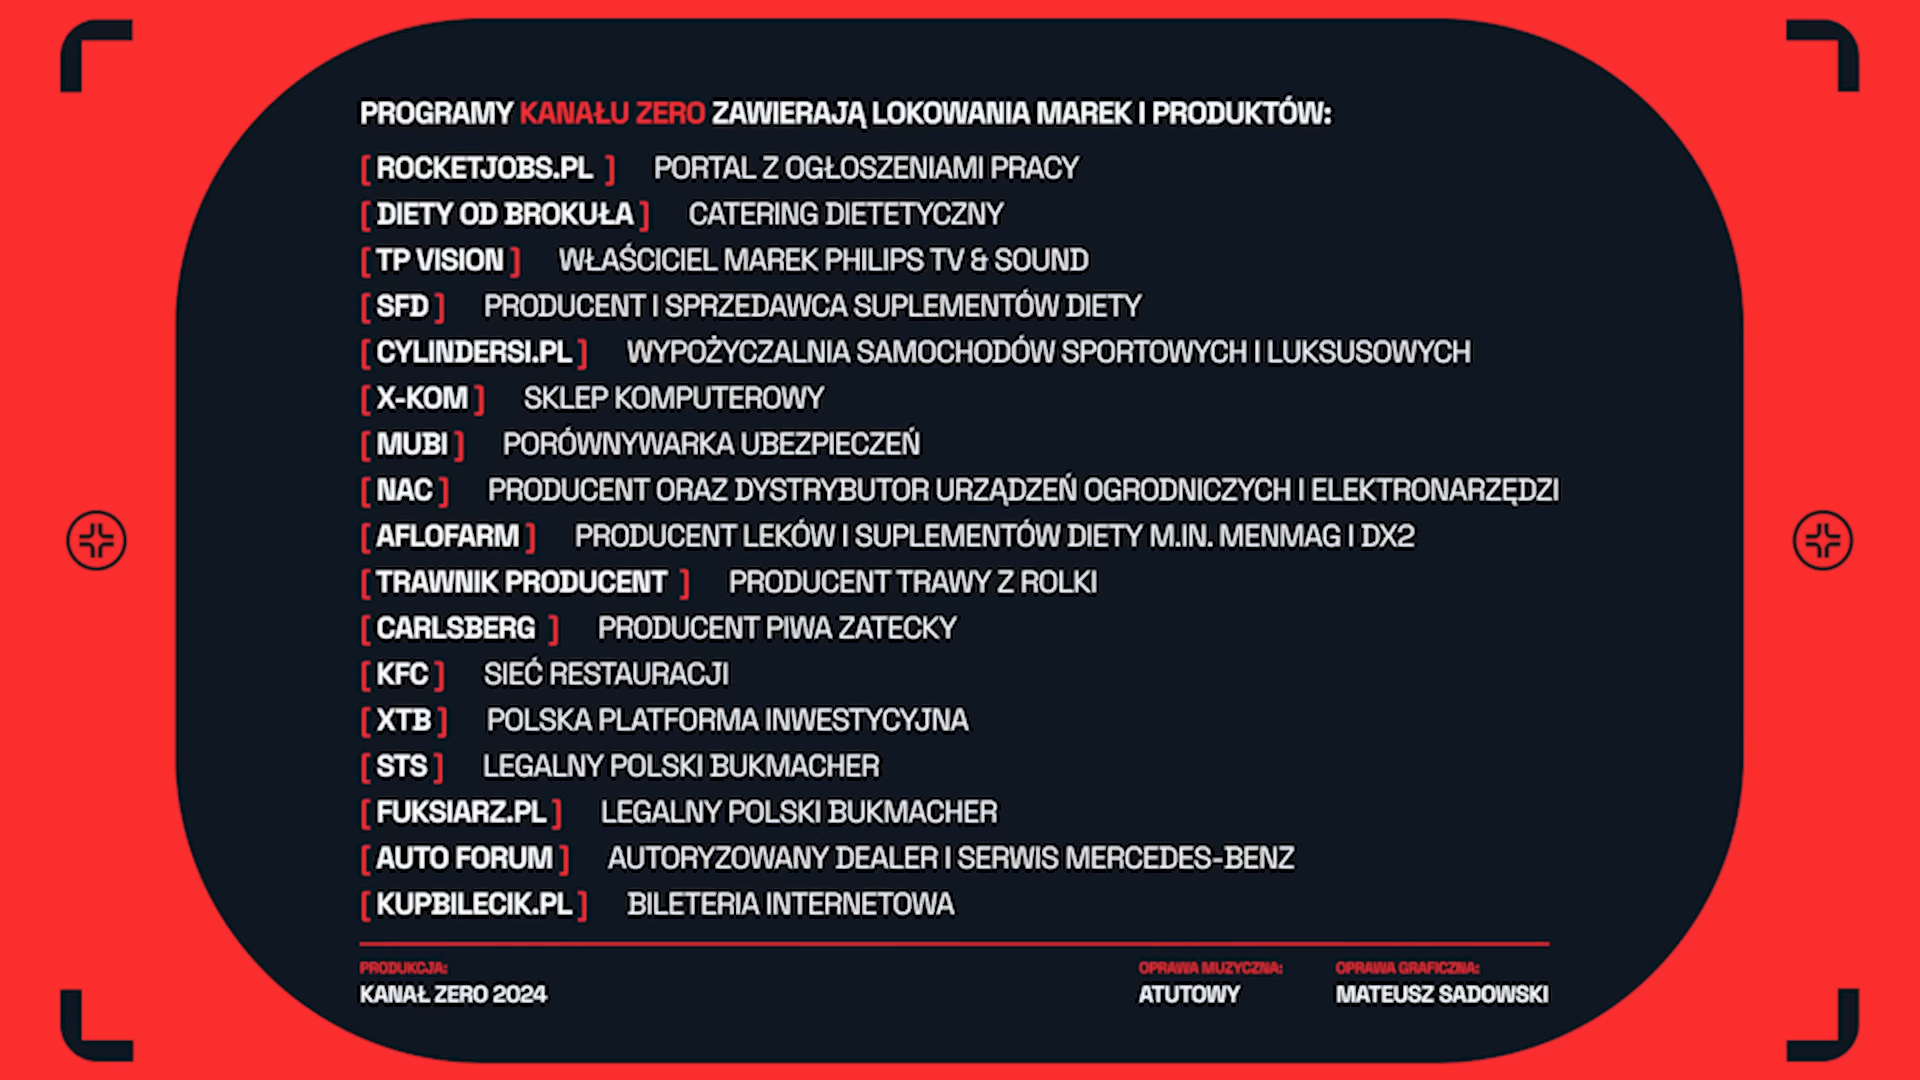 PROGRAMY KANAŁU ZERO ZAWIERAJĄ LOKOWANIA MAREK I PRODUKTÓW:
[ ROCKETJOBS.PL ] PORTAL Z OGŁOSZENIAMI PRACY
[ DIETY OD BROKUŁA ] CATERING DIETETYCZNY
[ TP VISION ] WŁAŚCICIEL MAREK PHILIPS TV & SOUND
[ SFD ] PRODUCENT I SPRZEDAWCA SUPLEMENTÓW DIETY
[ CYLINDERSI.PL ] WYPOŻYCZALNIA SAMOCHODÓW SPORTOWYCH I LUKSUSOWYCH
[ X-KOM ] SKLEP KOMPUTEROWY
[ MUBI ] PORÓWNYWARKA UBEZPIECZEŃ
[ NAC ] PRODUCENT ORAZ DYSTRYBUTOR URZĄDZEŃ OGRODNICZYCH I ELEKTRONARZĘDZI
[ AFLOFARM ] PRODUCENT LEKÓW I SUPLEMENTÓW DIETY M.IN. MENMAG I DX2
[ TRAWNIK PRODUCENT ] PRODUCENT TRAWY Z ROLKI
[ CARLSBERG ] PRODUCENT PIWA ZATECKY
[ KFC ] SIEĆ RESTAURACJI
[ XTB ] POLSKA PLATFORMA INWESTYCYJNA
[ STS ] LEGALNY POLSKI BUKMACHER
[ FUKSIARZ.PL ] LEGALNY POLSKI BUKMACHER
[ AUTO FORUM ] AUTORYZOWANY DEALER I SERWIS MERCEDES-BENZ
[ KUPBILECIK.PL ] BILETERIA INTERNETOWA
PRODUKCJA: OPRAWA MUZYCZNA: OPRAWA GRAFICZNA:
KANAŁ ZERO 2024 ATUTOWY MATEUSZ SADOWSKI